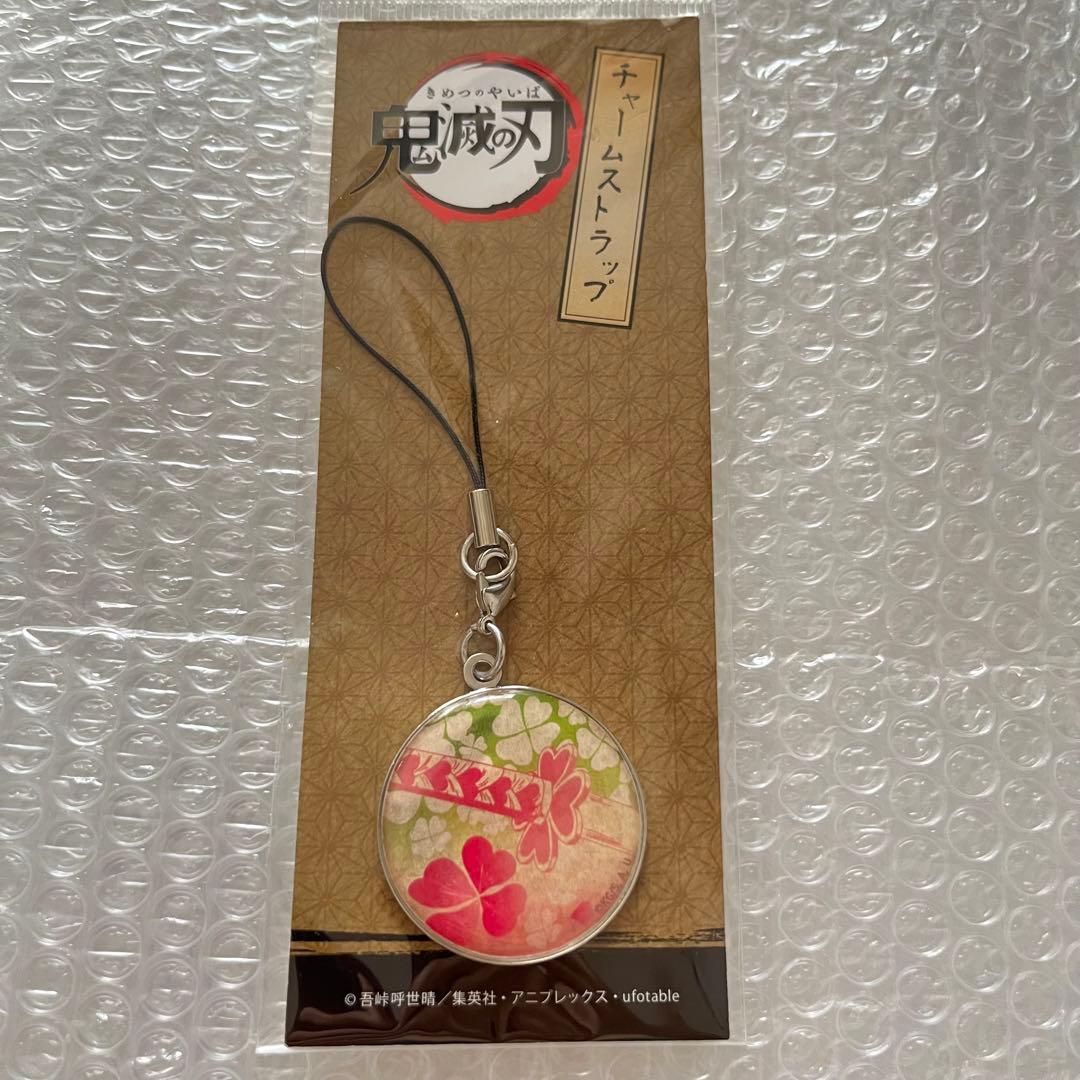 きめつのやいば
鬼滅の刃
チャームストラップ
©吾峠呼世晴／集英社・アニプレックス・ufotable